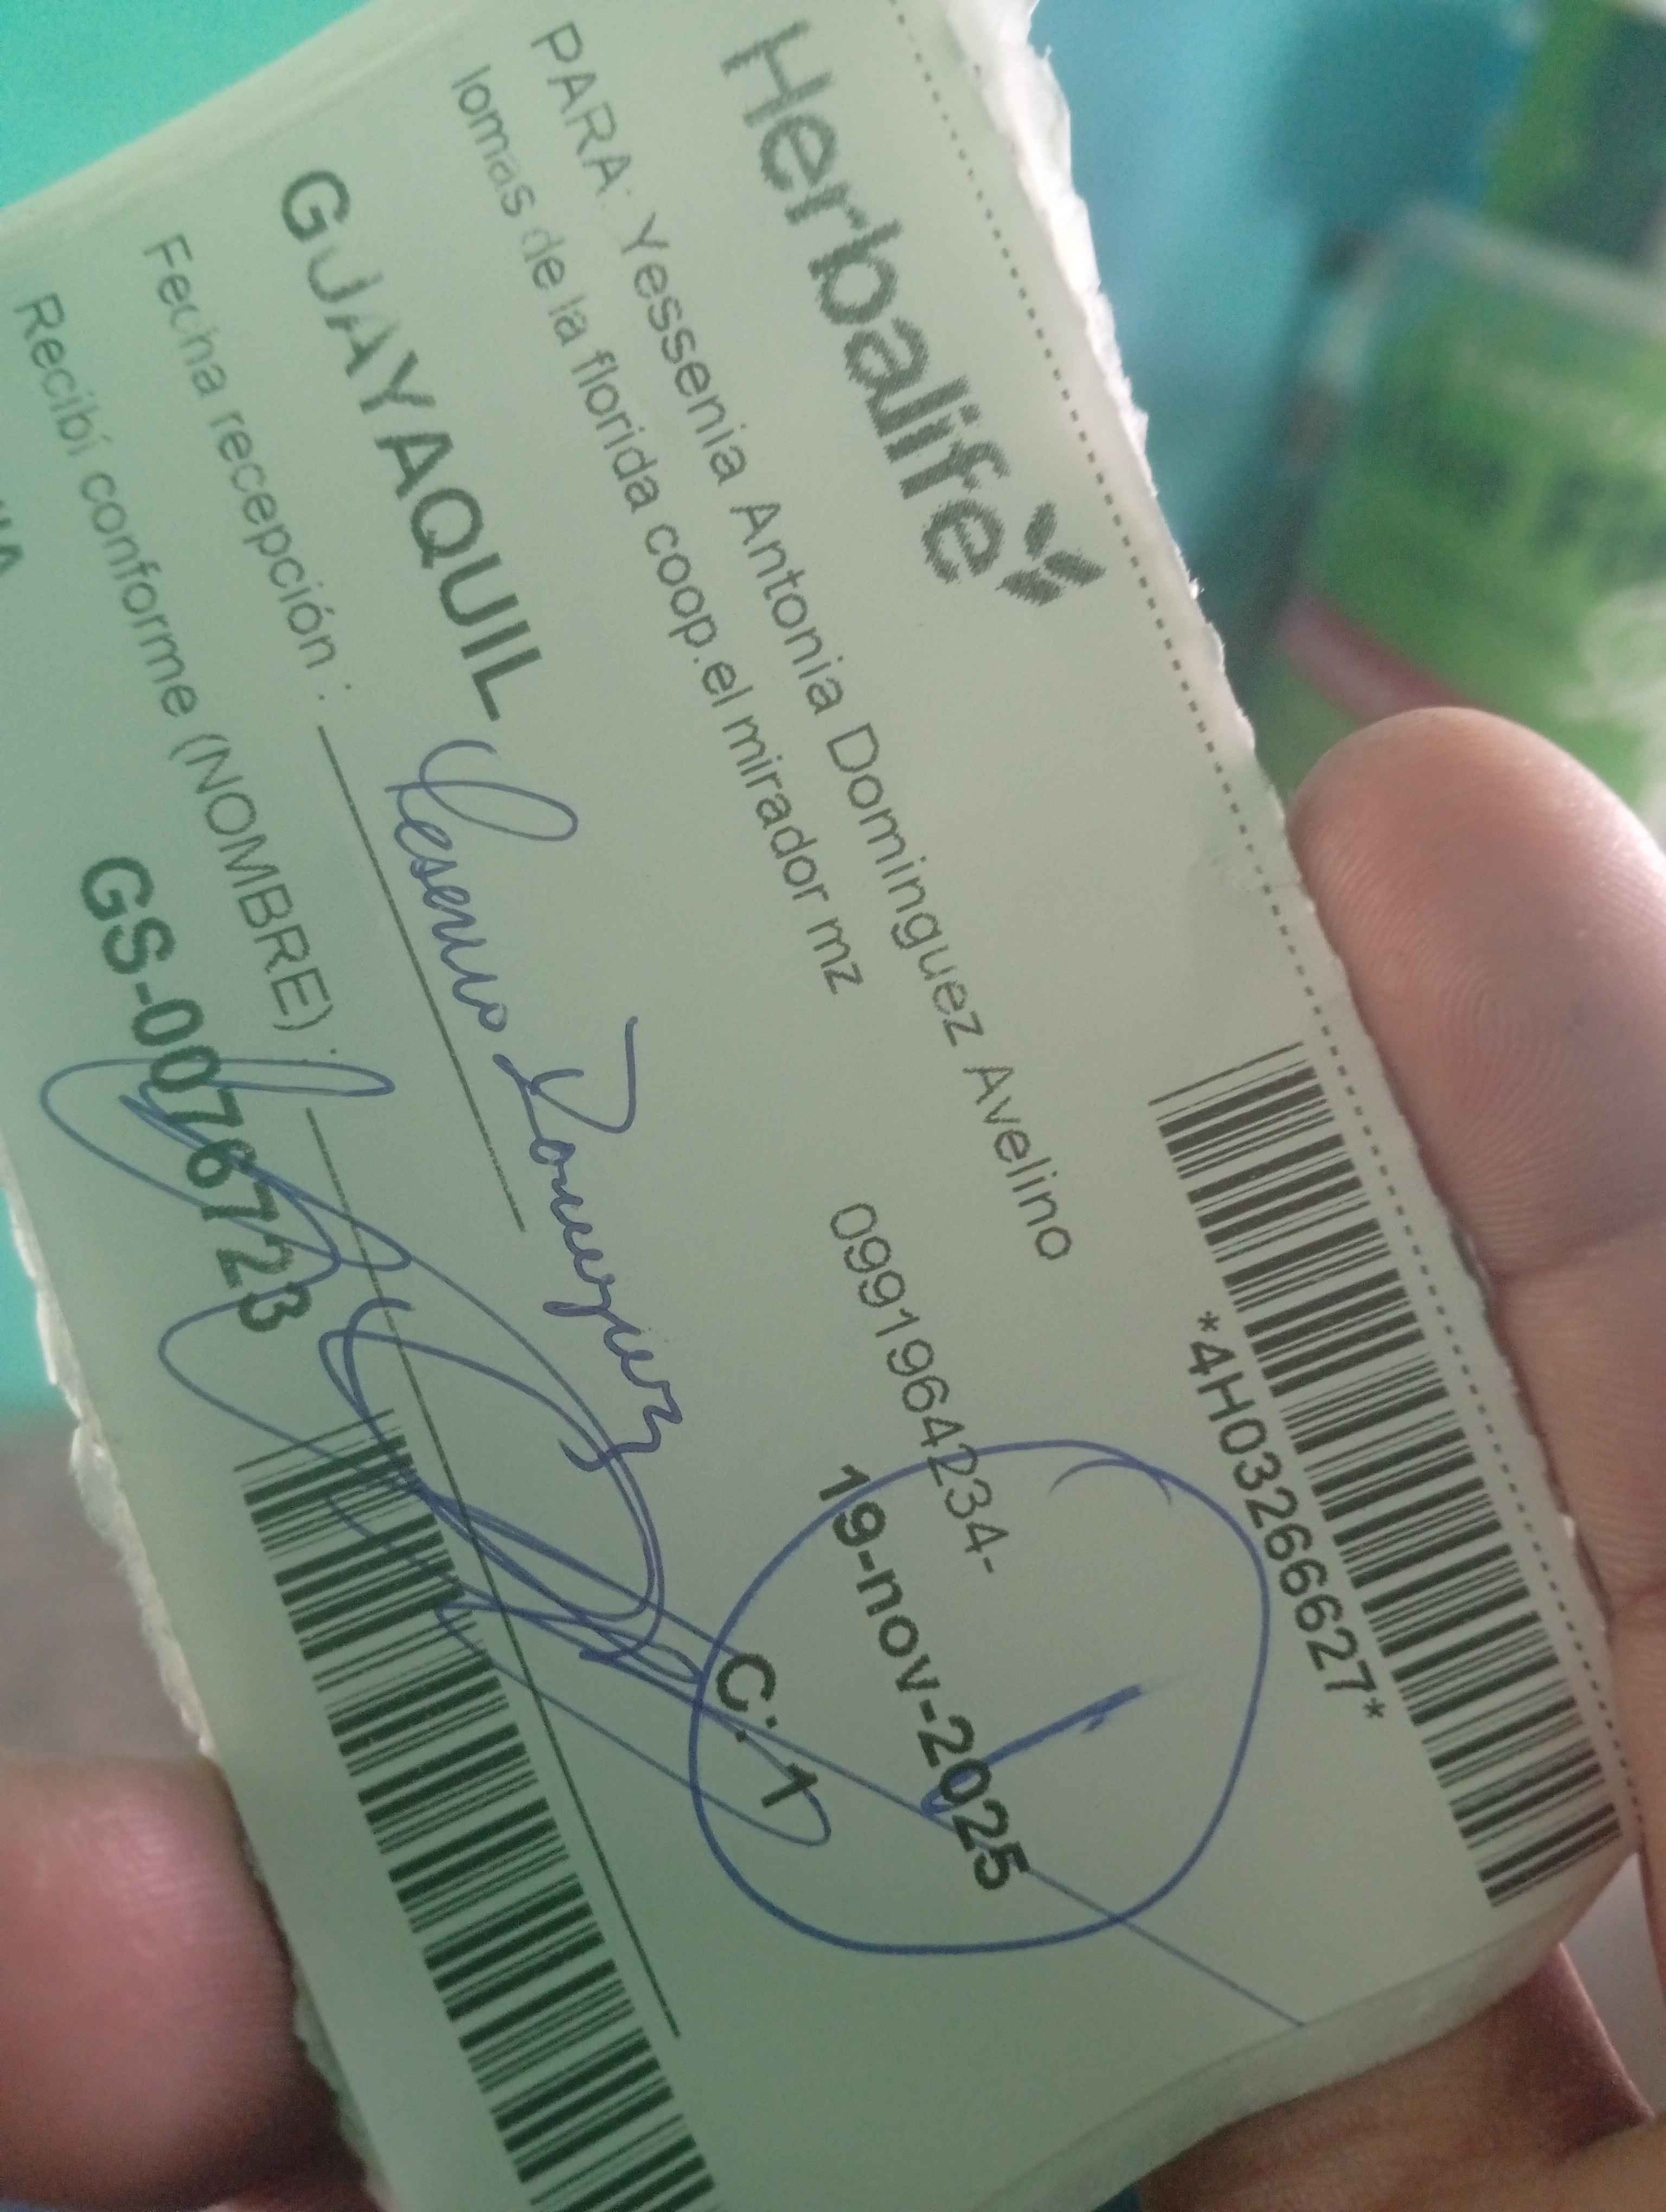 Herbalife
*4H03266627*
PARA: Yessenia Antonia Dominguez Avelino
lomas de la florida coop.el mirador mz
0991964234-
GUAYAQUIL
19-nov-2025
Fecha recepción :
C. 1
Recibí conforme (NOMBRE) :
GS-00767723